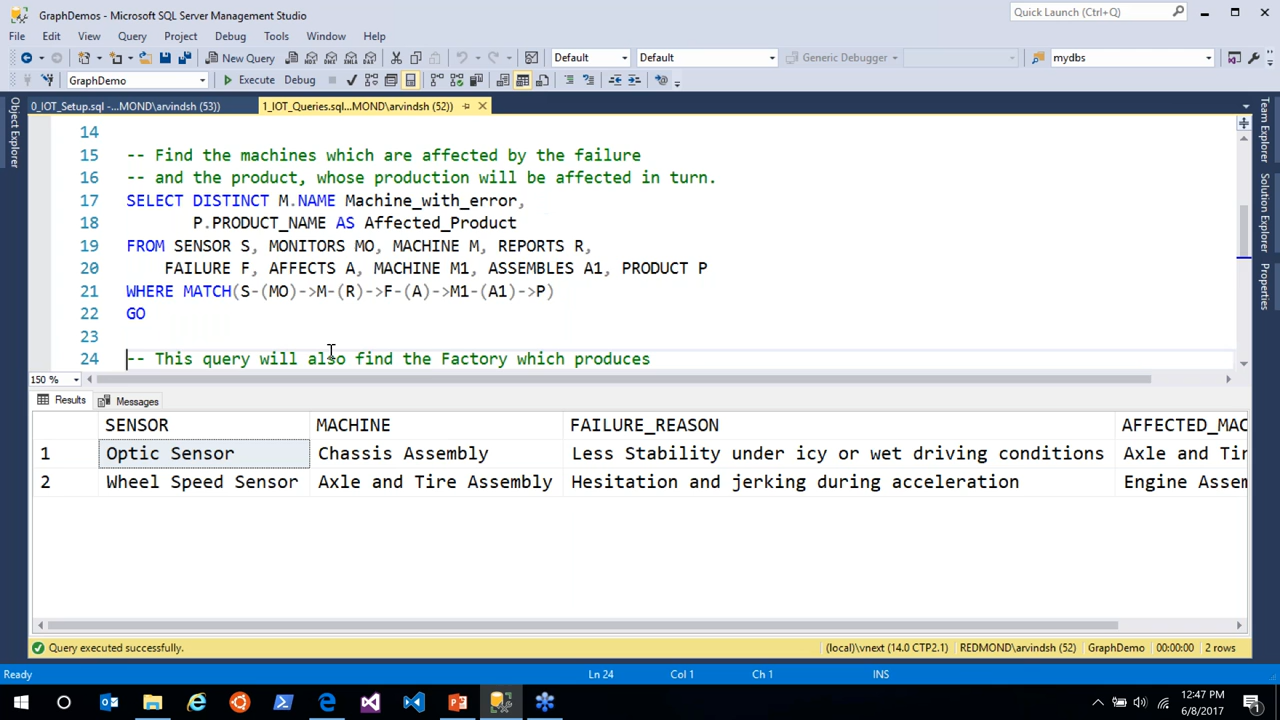 GraphDemos - Microsoft SQL Server Management Studio
Quick Launch (Ctrl+Q)
File Edit View Query Project Debug Tools Window Help
New Query Default Default Generic Debugger mydbs
GraphDemo Execute Debug
0_IOT_Setup.sql -...MOND\arvindsh (53)) 1_IOT_Queries.sql...MOND\arvindsh (52))
Object Explorer
Team Explorer
Solution Explorer
Properties
14
15 -- Find the machines which are affected by the failure
16 -- and the product, whose production will be affected in turn.
17 SELECT DISTINCT M.NAME Machine_with_error,
18 P.PRODUCT_NAME AS Affected_Product
19 FROM SENSOR S, MONITORS MO, MACHINE M, REPORTS R,
20 FAILURE F, AFFECTS A, MACHINE M1, ASSEMBLES A1, PRODUCT P
21 WHERE MATCH(S-(MO)->M-(R)->F-(A)->M1-(A1)->P)
22 GO
23
24 -- This query will also find the Factory which produces
150 %
Results Messages
SENSOR MACHINE FAILURE_REASON AFFECTED_MAC
1 Optic Sensor Chassis Assembly Less Stability under icy or wet driving conditions Axle and Tir
2 Wheel Speed Sensor Axle and Tire Assembly Hesitation and jerking during acceleration Engine Assem
Query executed successfully. (local)\vnext (14.0 CTP2.1) REDMOND\arvindsh (52) GraphDemo 00:00:00 2 rows
Ready Ln 24 Col 1 Ch 1 INS
12:47 PM
6/8/2017
1